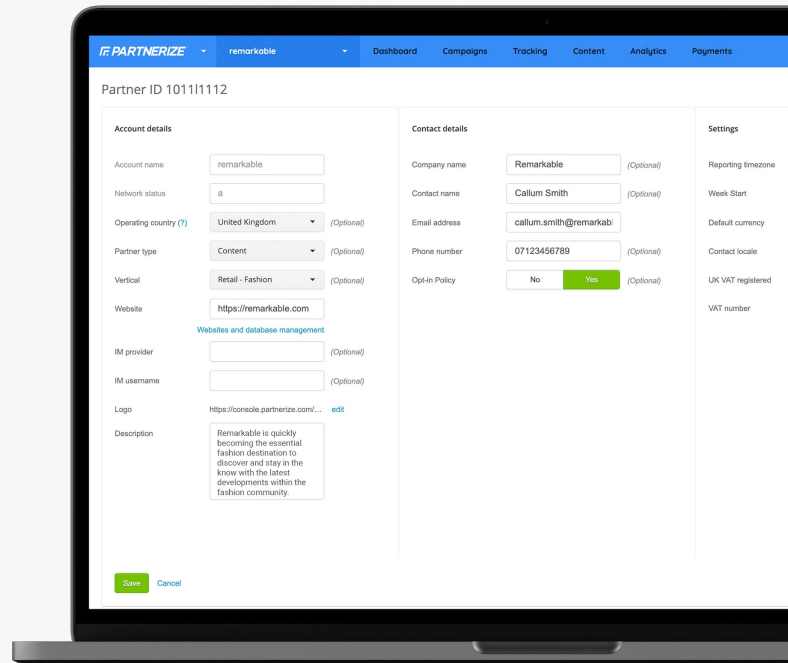 PARTNERIZE remarkable Dashboard Campaigns Tracking Content Analytics Payments
Partner ID 1011l1112
Account details
Account name remarkable
Network status a
Operating country (?) United Kingdom (Optional)
Partner type Content (Optional)
Vertical Retail - Fashion (Optional)
Website https://remarkable.com
Websites and database management
IM provider (Optional)
IM username (Optional)
Logo https://console.partnerize.com/... edit
Description
Remarkable is quickly
becoming the essential
fashion destination to
discover and stay in the
know with the latest
developments within the
fashion community.
Contact details
Company name Remarkable (Optional)
Contact name Callum Smith (Optional)
Email address callum.smith@remarkabl
Phone number 07123456789 (Optional)
Opt-in Policy No Yes (Optional)
Settings
Reporting timezone
Week Start
Default currency
Contact locale
UK VAT registered
VAT number
Save Cancel